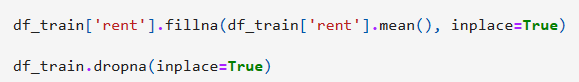 df_train['rent'].fillna(df_train['rent'].mean(), inplace=True)
df_train.dropna(inplace=True)